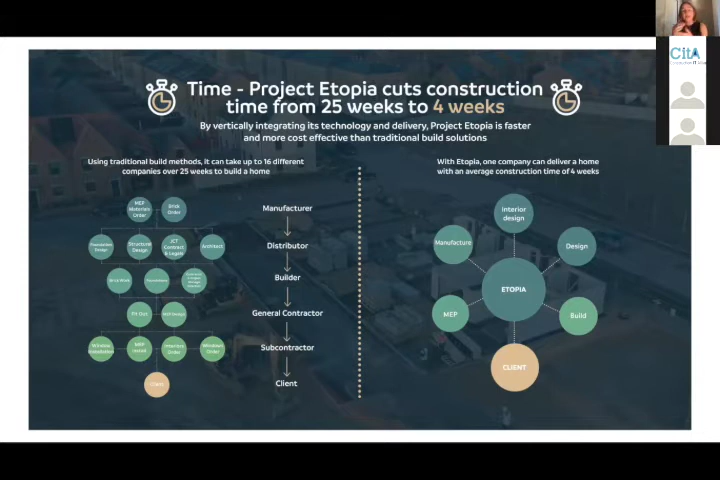 CitA
Time - Project Etopia cuts construction
time from 25 weeks to 4 weeks
By vertically integrating its technology and delivery, Project Etopia is faster
and more cost effective than traditional build solutions
Using traditional build methods, it can take up to 16 different
companies over 25 weeks to build a home
With Etopia, one company can deliver a home
with an average construction time of 4 weeks
MEP
Materials
Order
Brick
Order
Foundation
Design
Structural
Design
JCT
Contract
& Legals
Architect
Brick Work
Foundations
Fit Out
MEP Design
Window
Installation
MEP
Install
Interiors
Order
Windows
Order
Client
Manufacturer
Distributor
Builder
General Contractor
Subcontractor
Client
Interior
design
Manufacture
Design
ETOPIA
MEP
Build
CLIENT